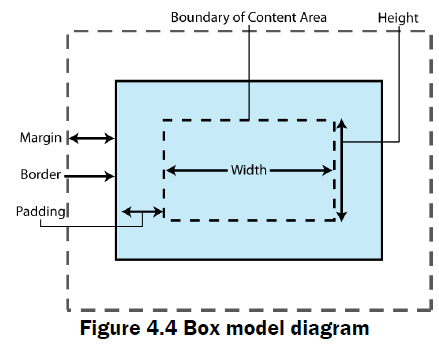 Boundary of Content Area
Height
Margin
Border
Width
Padding
Figure 4.4 Box model diagram